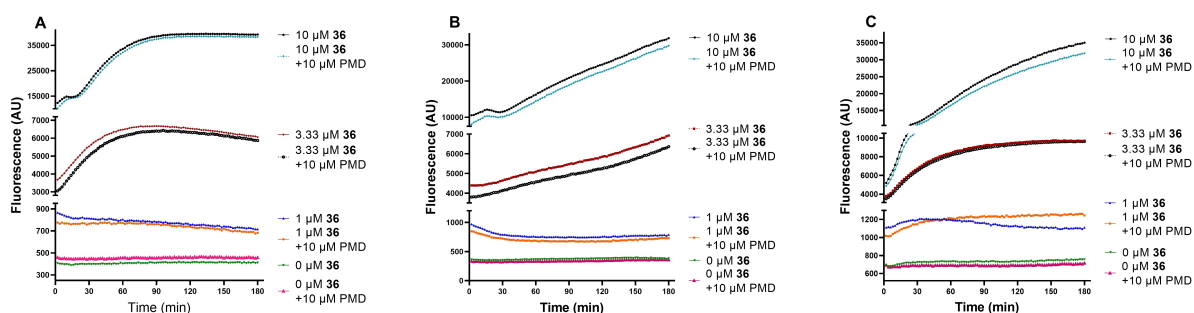 A
Fluorescence (AU)
35000
25000
15000
7000
6000
5000
4000
3000
900
700
500
300
0
30
60
90
120
150
180
Time (min)
10 µM 36
10 µM 36
+10 µM PMD
3.33 µM 36
3.33 µM 36
+10 µM PMD
1 µM 36
1 µM 36
+10 µM PMD
0 µM 36
0 µM 36
+10 µM PMD
B
Fluorescence (AU)
30000
20000
10000
7000
6000
5000
4000
1000
500
0
0
30
60
90
120
150
180
Time (min)
10 µM 36
10 µM 36
+10 µM PMD
3.33 µM 36
3.33 µM 36
+10 µM PMD
1 µM 36
1 µM 36
+10 µM PMD
0 µM 36
0 µM 36
+10 µM PMD
C
Fluorescence (AU)
35000
30000
25000
20000
15000
10000
10000
8000
6000
4000
1200
1000
800
600
0
30
60
90
120
150
180
Time (min)
10 µM 36
10 µM 36
+10 µM PMD
3.33 µM 36
3.33 µM 36
+10 µM PMD
1 µM 36
1 µM 36
+10 µM PMD
0 µM 36
0 µM 36
+10 µM PMD